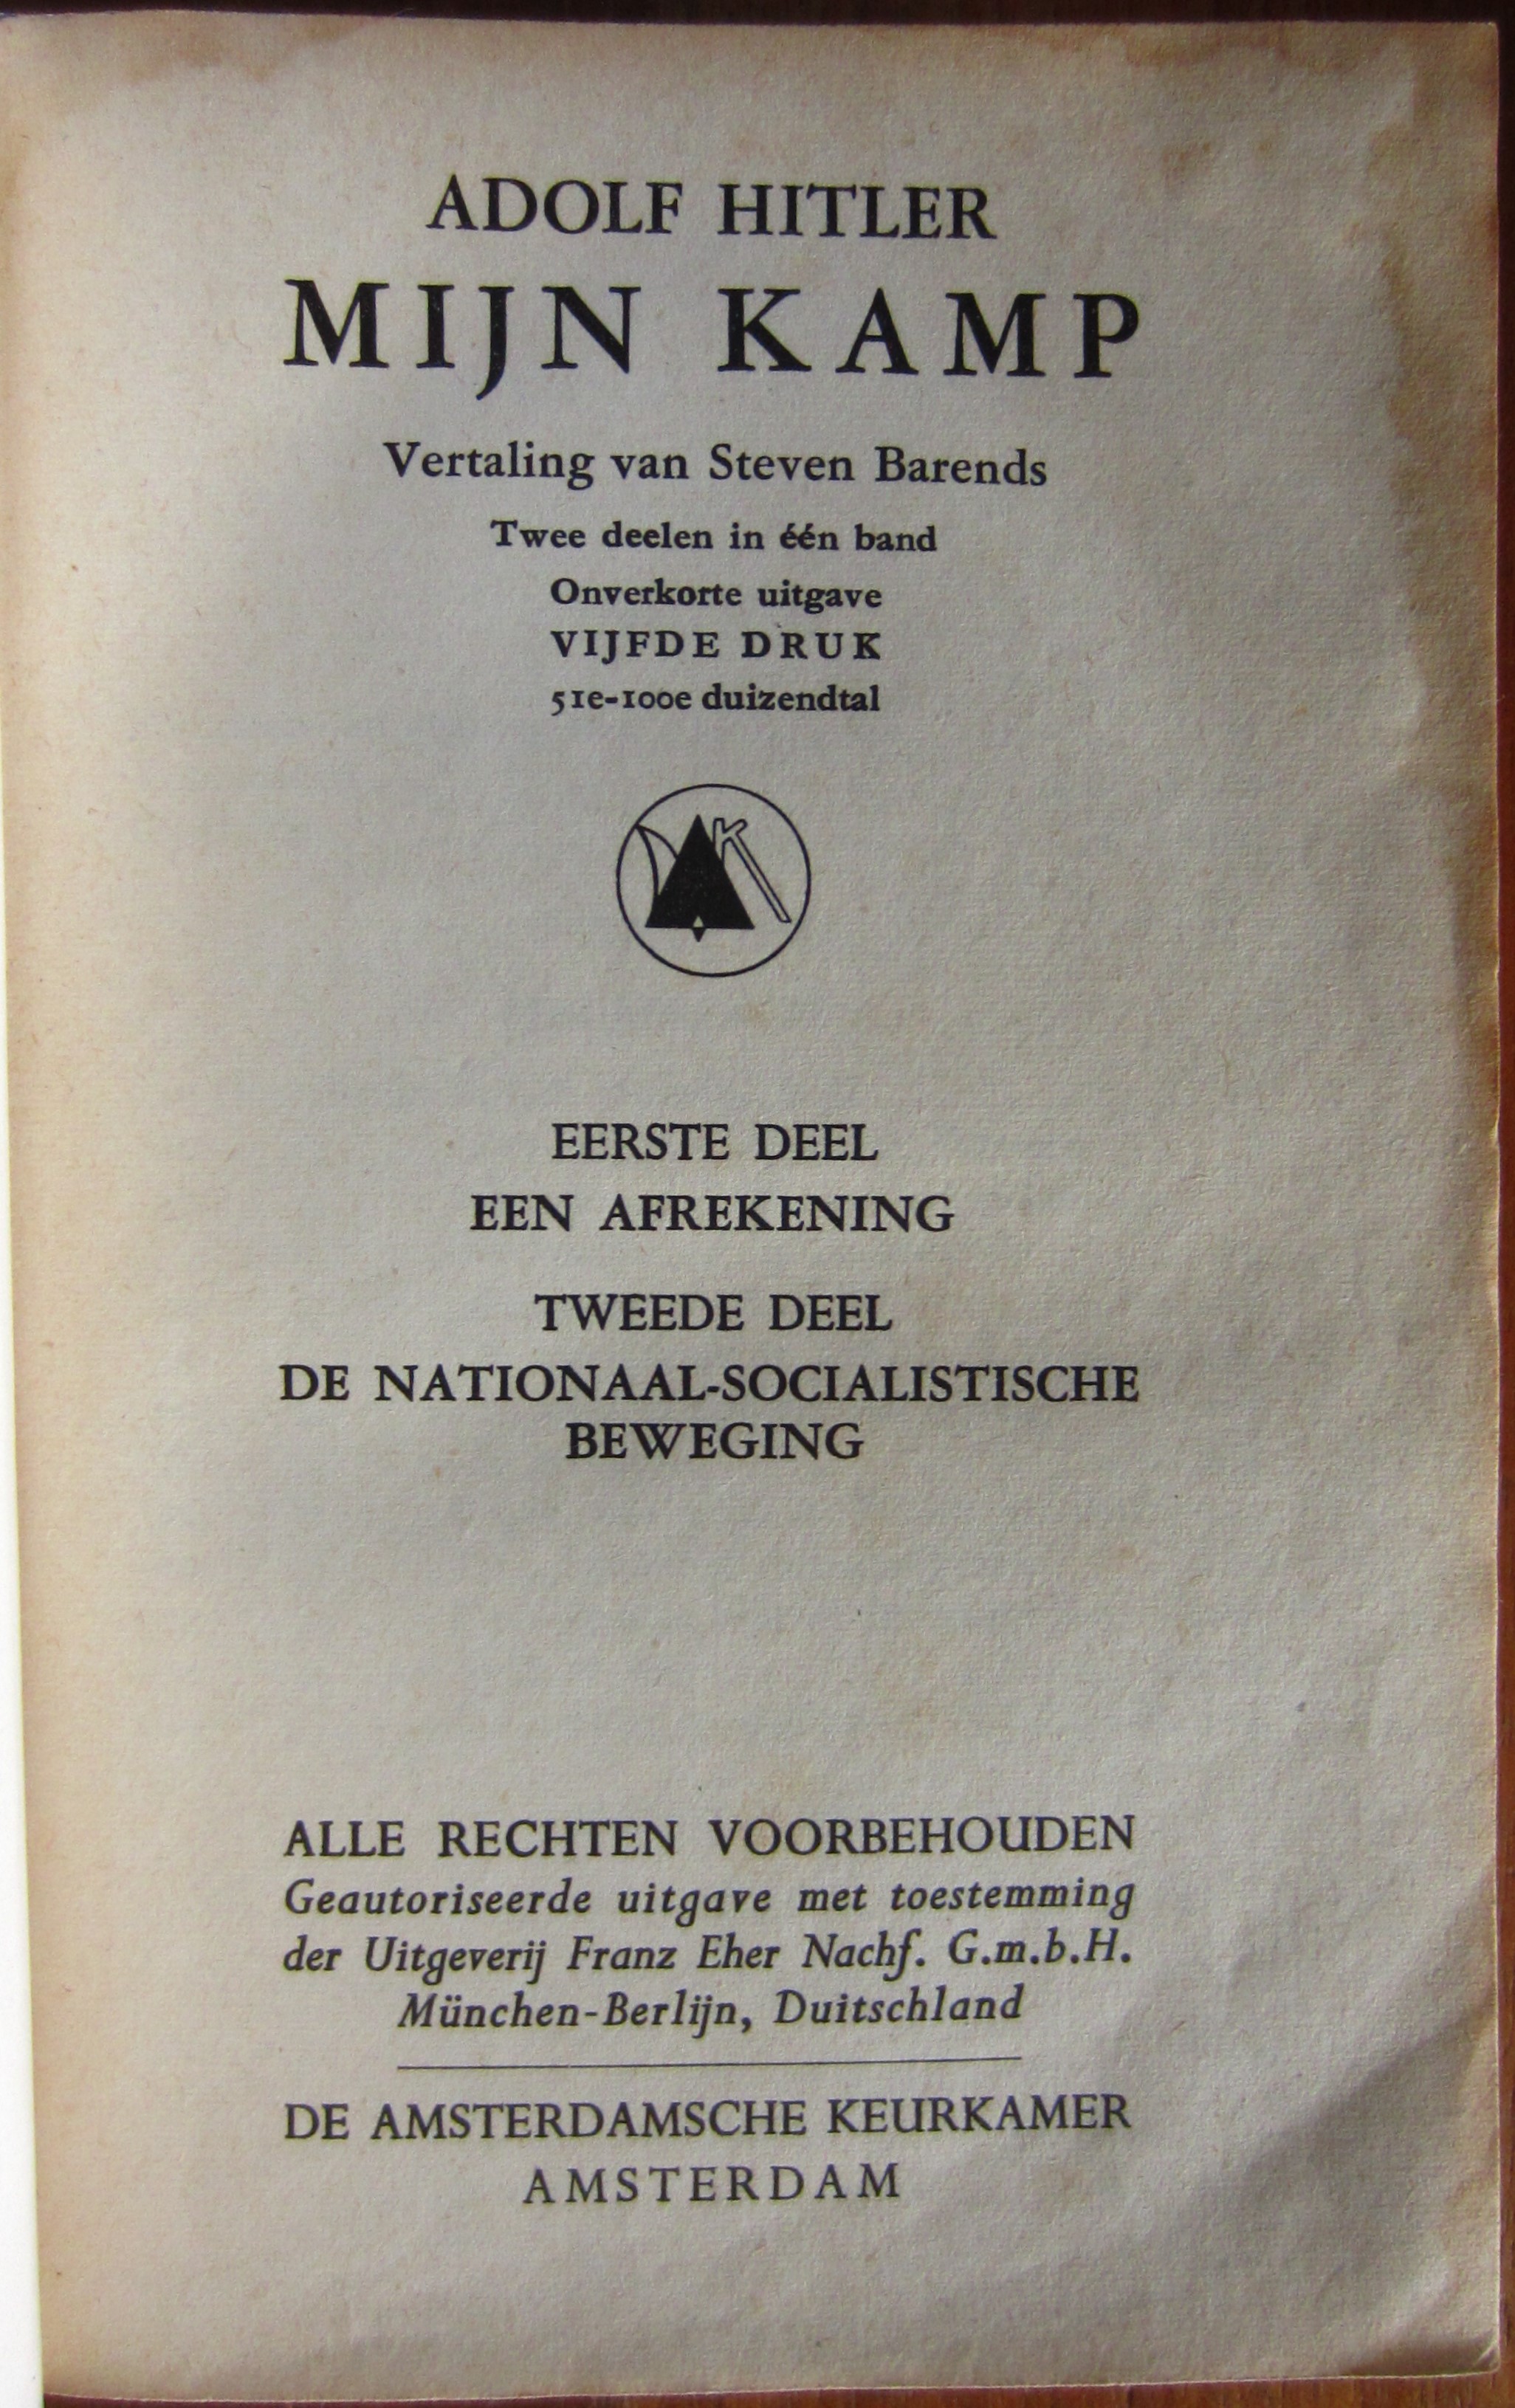 ADOLF HITLER
MIJN KAMP
Vertaling van Steven Barends
Twee deelen in één band
Onverkorte uitgave
VIJFDE DRUK
51e-100e duizendtal
EERSTE DEEL
EEN AFREKENING
TWEEDE DEEL
DE NATIONAAL-SOCIALISTISCHE
BEWEGING
ALLE RECHTEN VOORBEHOUDEN
Geautoriseerde uitgave met toestemming
der Uitgeverij Franz Eher Nachf. G.m.b.H.
München-Berlijn, Duitschland
DE AMSTERDAMSCHE KEURKAMER
AMSTERDAM